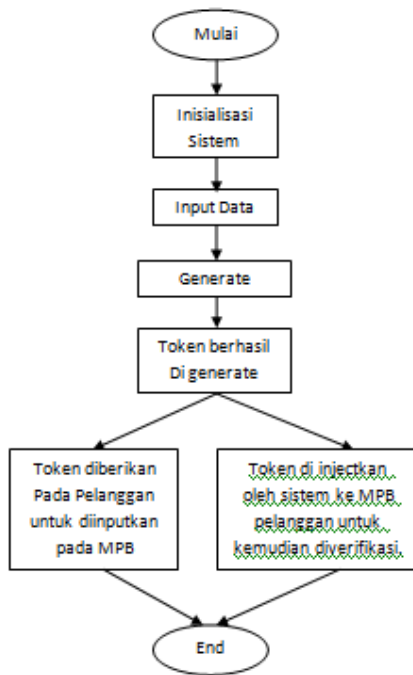 Mulai
Inisialisasi
Sistem
Input Data
Generate
Token berhasil
Di generate
Token diberikan
Pada Pelanggan
untuk diinputkan
pada MPB
Token di injectkan
oleh sistem ke MPB
pelanggan untuk
kemudian diverifikasi.
End